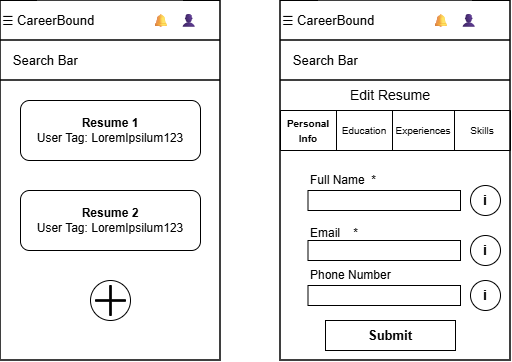 ☰ CareerBound
Search Bar
Resume 1
User Tag: LoremIpsilum123
Resume 2
User Tag: LoremIpsilum123
☰ CareerBound
Search Bar
Edit Resume
Personal Info
Education
Experiences
Skills
Full Name *
i
Email *
i
Phone Number
i
Submit